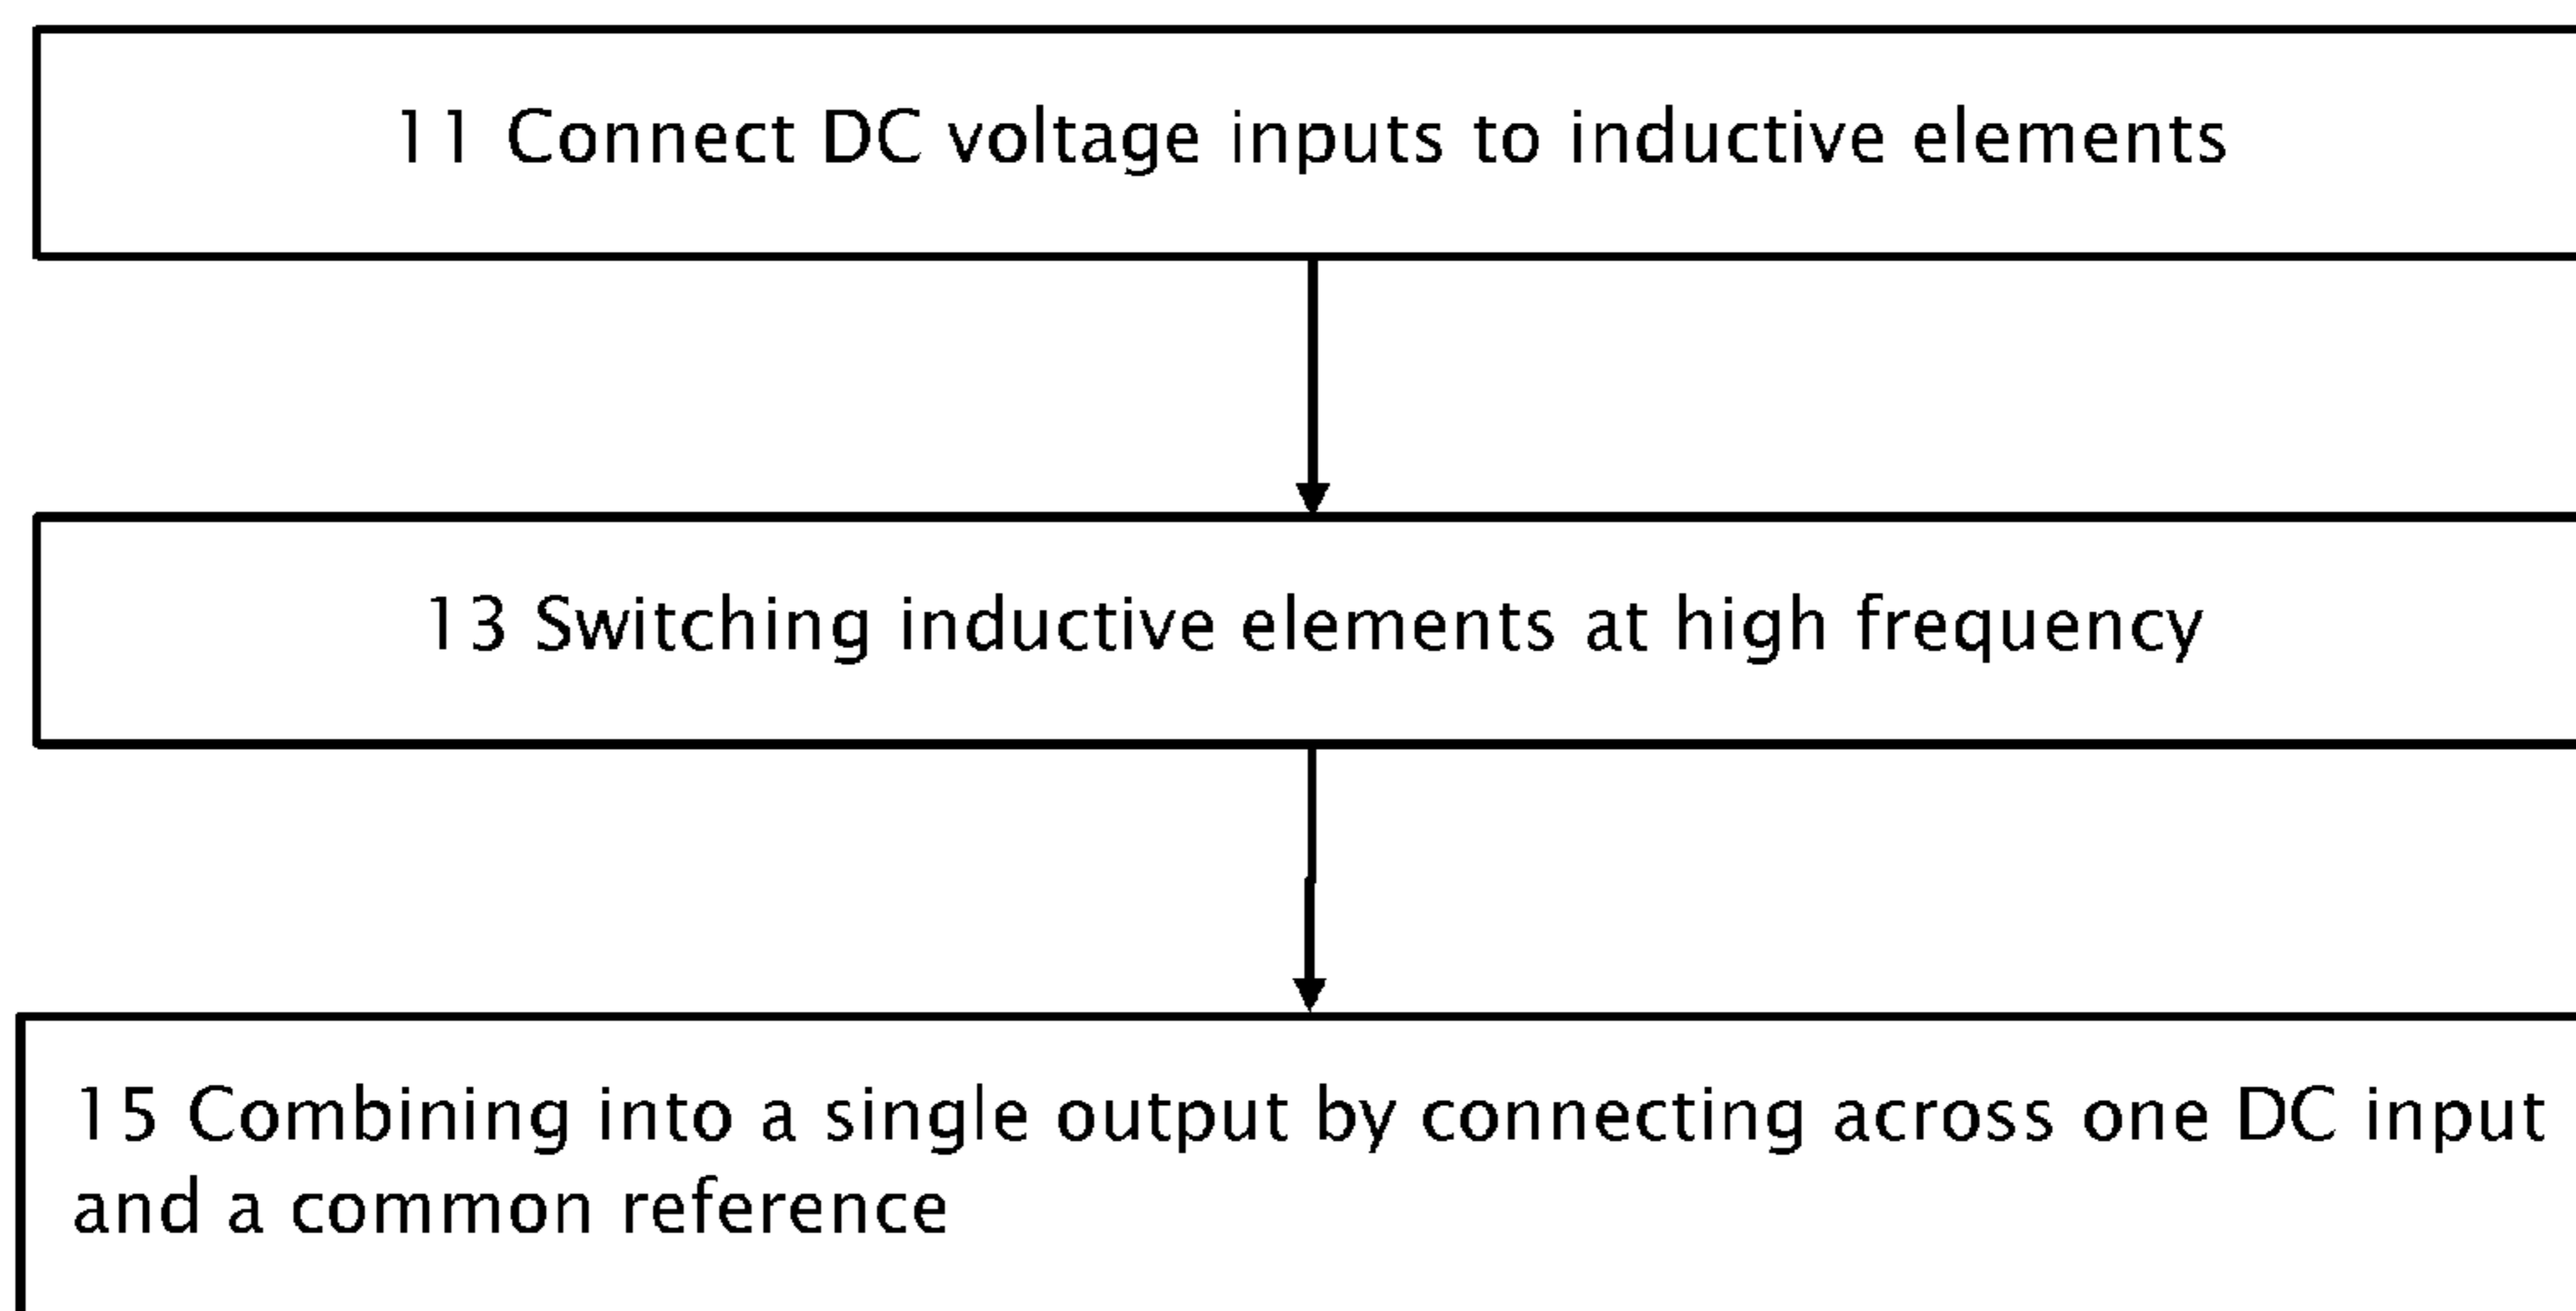 11 Connect DC voltage inputs to inductive elements
13 Switching inductive elements at high frequency
15 Combining into a single output by connecting across one DC input
and a common reference